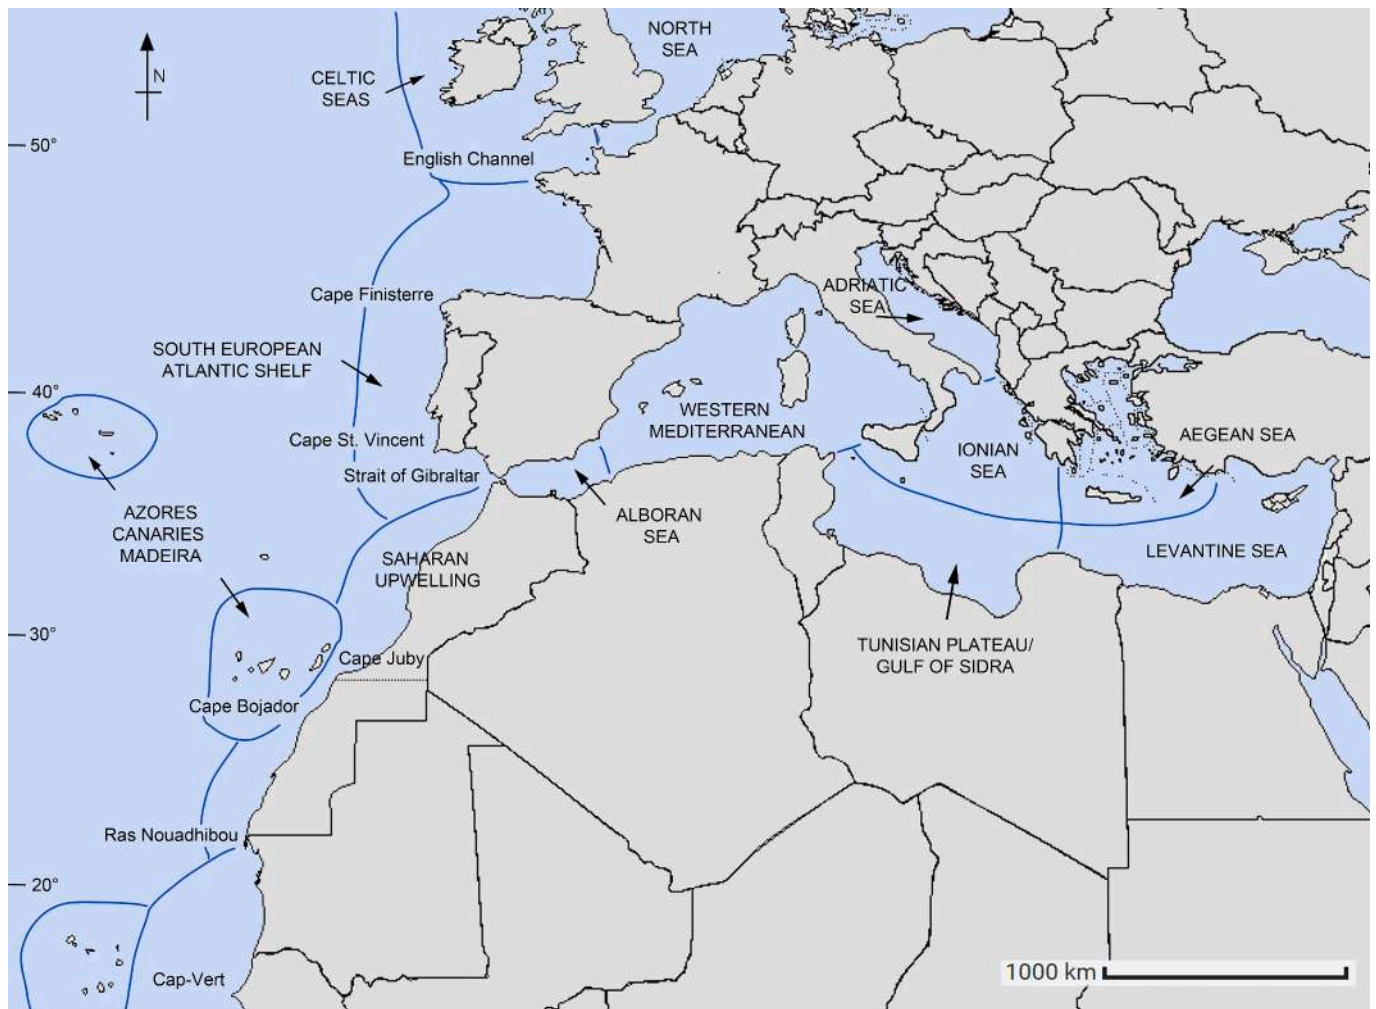 NORTH
SEA
N
CELTIC
SEAS
50°
English Channel
Cape Finisterre
ADRIATIC
SEA
SOUTH EUROPEAN
ATLANTIC SHELF
40°
WESTERN
MEDITERRANEAN
Cape St. Vincent
IONIAN
SEA
AEGEAN SEA
Strait of Gibraltar
AZORES
CANARIES
MADEIRA
ALBORAN
SEA
SAHARAN
UPWELLING
LEVANTINE SEA
30°
Cape Juby
TUNISIAN PLATEAU/
GULF OF SIDRA
Cape Bojador
Ras Nouadhibou
20°
Cap-Vert
1000 km